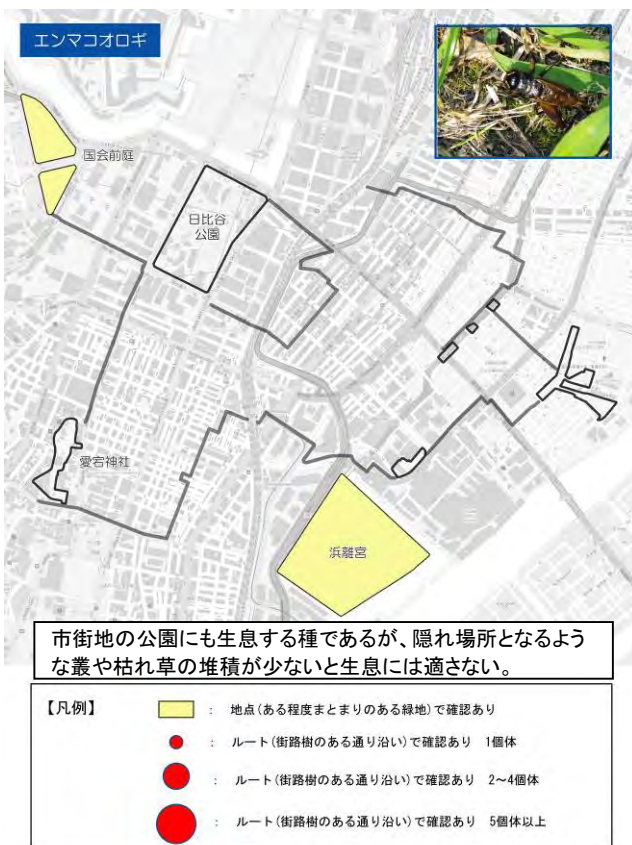 エンマコオロギ
国会前庭
日比谷
公園
愛宕神社
浜離宮
市街地の公園にも生息する種であるが、隠れ場所となるよう
な叢や枯れ草の堆積が少ないと生息には適さない。
【凡例】
： 地点(ある程度まとまりのある緑地)で確認あり
： ルート(街路樹のある通り沿い)で確認あり 1個体
： ルート(街路樹のある通り沿い)で確認あり 2～4個体
： ルート(街路樹のある通り沿い)で確認あり 5個体以上